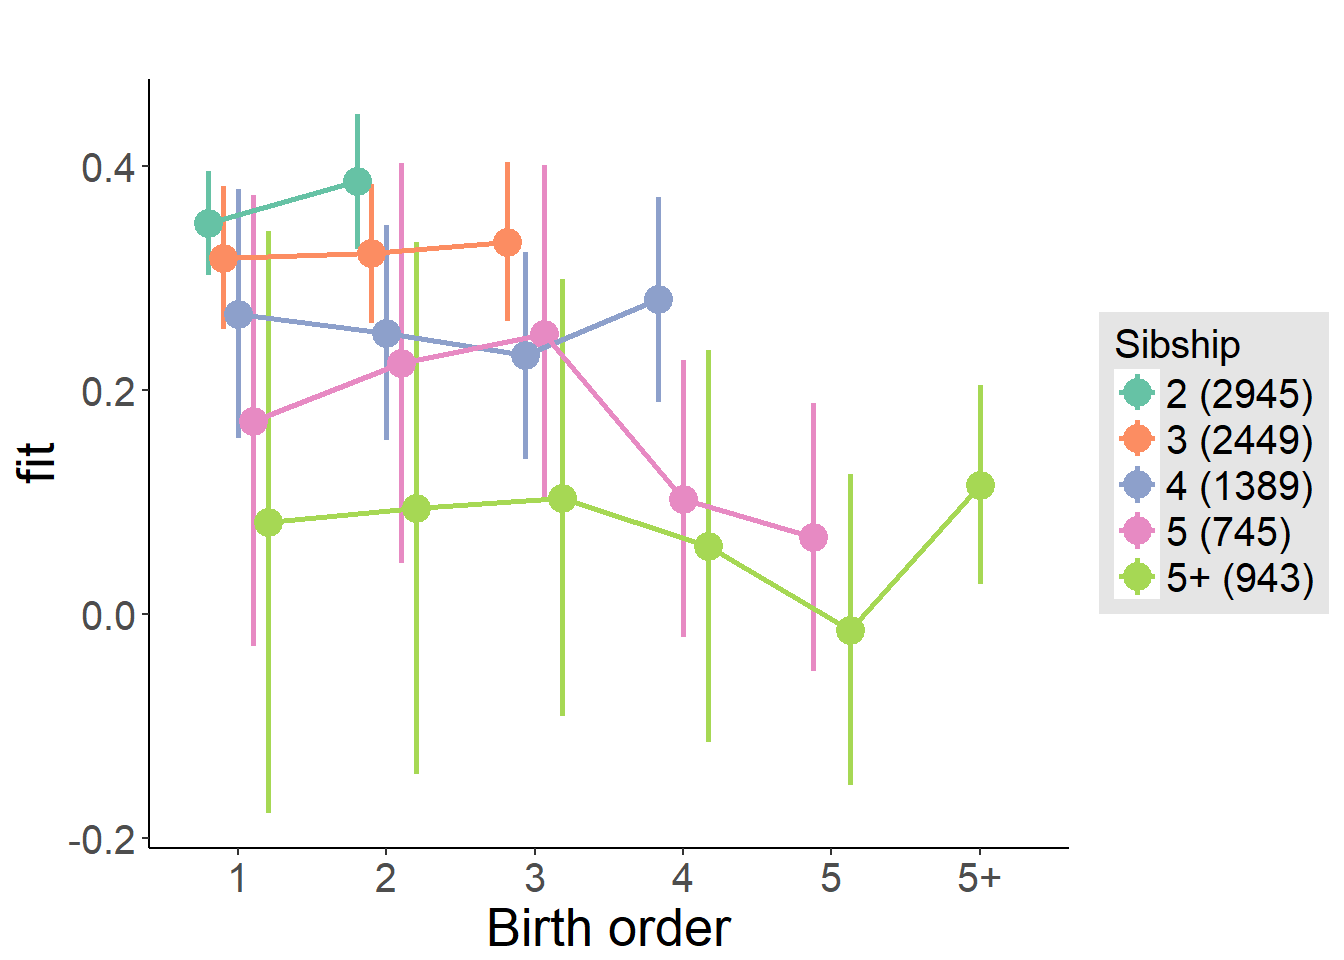 0.4
0.2
0.0
-0.2
fit
1 2 3 4 5 5+
Birth order
Sibship
2 (2945)
3 (2449)
4 (1389)
5 (745)
5+ (943)